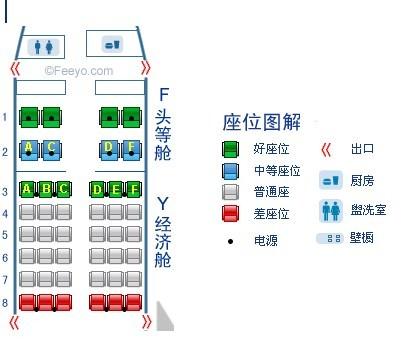 ©Feeyo.com
F头等舱
1
2 A C D E F
Y经济舱
3 A B C D E F
4
5
6
7
8
座位图解
好座位 出口
中等座位 厨房
普通座 盥洗室
差座位 壁橱
电源